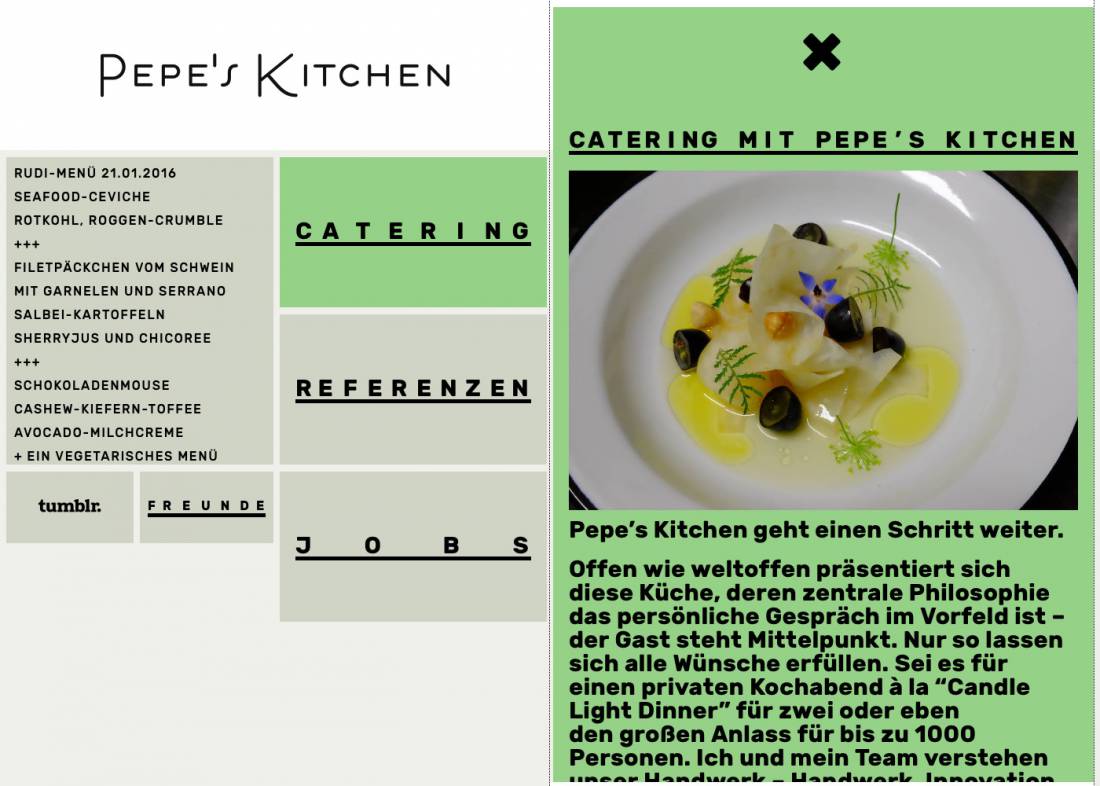 PEPE'S KITCHEN
RUDI-MENÜ 21.01.2016
SEAFOOD-CEVICHE
ROTKOHL, ROGGEN-CRUMBLE
+++
FILETPÄCKCHEN VOM SCHWEIN
MIT GARNELEN UND SERRANO
SALBEI-KARTOFFELN
SHERRYJUS UND CHICOREE
+++
SCHOKOLADENMOUSE
CASHEW-KIEFERN-TOFFEE
AVOCADO-MILCHCREME
+ EIN VEGETARISCHES MENÜ
tumblr.
FREUNDE
CATERING
REFERENZEN
JOBS
CATERING MIT PEPE’S KITCHEN
Pepe’s Kitchen geht einen Schritt weiter.
Offen wie weltoffen präsentiert sich
diese Küche, deren zentrale Philosophie
das persönliche Gespräch im Vorfeld ist –
der Gast steht Mittelpunkt. Nur so lassen
sich alle Wünsche erfüllen. Sei es für
einen privaten Kochabend à la “Candle
Light Dinner” für zwei oder eben
den großen Anlass für bis zu 1000
Personen. Ich und mein Team verstehen
unser Handwerk – Handwerk, Innovation